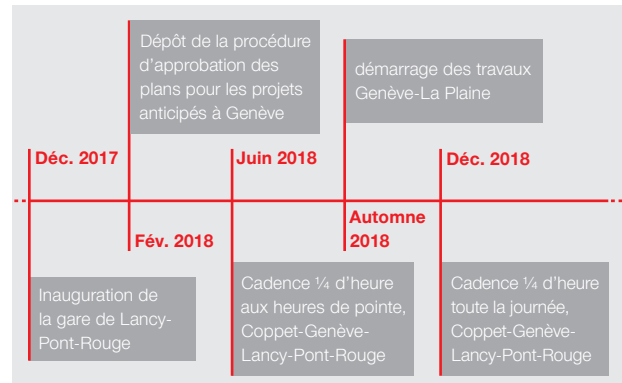 Déc. 2017
Inauguration de
la gare de Lancy-
Pont-Rouge
Dépôt de la procédure
d'approbation des
plans pour les projets
anticipés à Genève
Fév. 2018
Juin 2018
Cadence ¼ d'heure
aux heures de pointe,
Coppet-Genève-
Lancy-Pont-Rouge
démarrage des travaux
Genève-La Plaine
Automne
2018
Déc. 2018
Cadence ¼ d'heure
toute la journée,
Coppet-Genève-
Lancy-Pont-Rouge